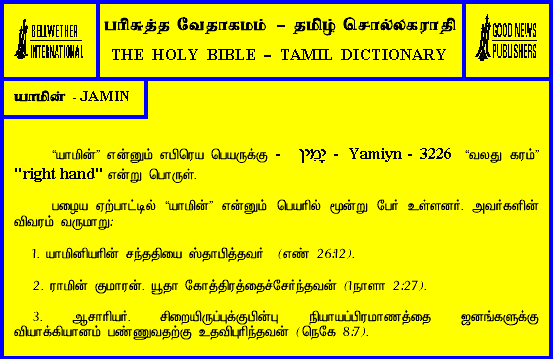 BELLWETHER
INTERNATIONAL
பரிசுத்த வேதாகமம் – தமிழ் சொல்லகராதி
THE HOLY BIBLE – TAMIL DICTIONARY
GOOD NEWS
PUBLISHERS
யாமின் - JAMIN
“யாமின்” என்னும் எபிரெய பெயருக்கு - יָמִין - Yamiyn - 3226 “வலது கரம்”
"right hand" என்று பொருள்.
பழைய ஏற்பாட்டில் “யாமின்” என்னும் பெயரில் மூன்று பேர் உள்ளனர். அவர்களின்
விவரம் வருமாறு:
1. யாமினியரின் சந்ததியை ஸ்தாபித்தவர் (எண் 26:12).
2. ராமின் குமாரன். யூதா கோத்திரத்தைச்சேர்ந்தவன் (1நாளா 2:27).
3. ஆசாரியர். சிறையிருப்புக்குபின்பு நியாயப்பிரமாணத்தை ஜனங்களுக்கு
வியாக்கியானம் பண்ணுவதற்கு உதவிபுரிந்தவன் (நெகே 8:7).